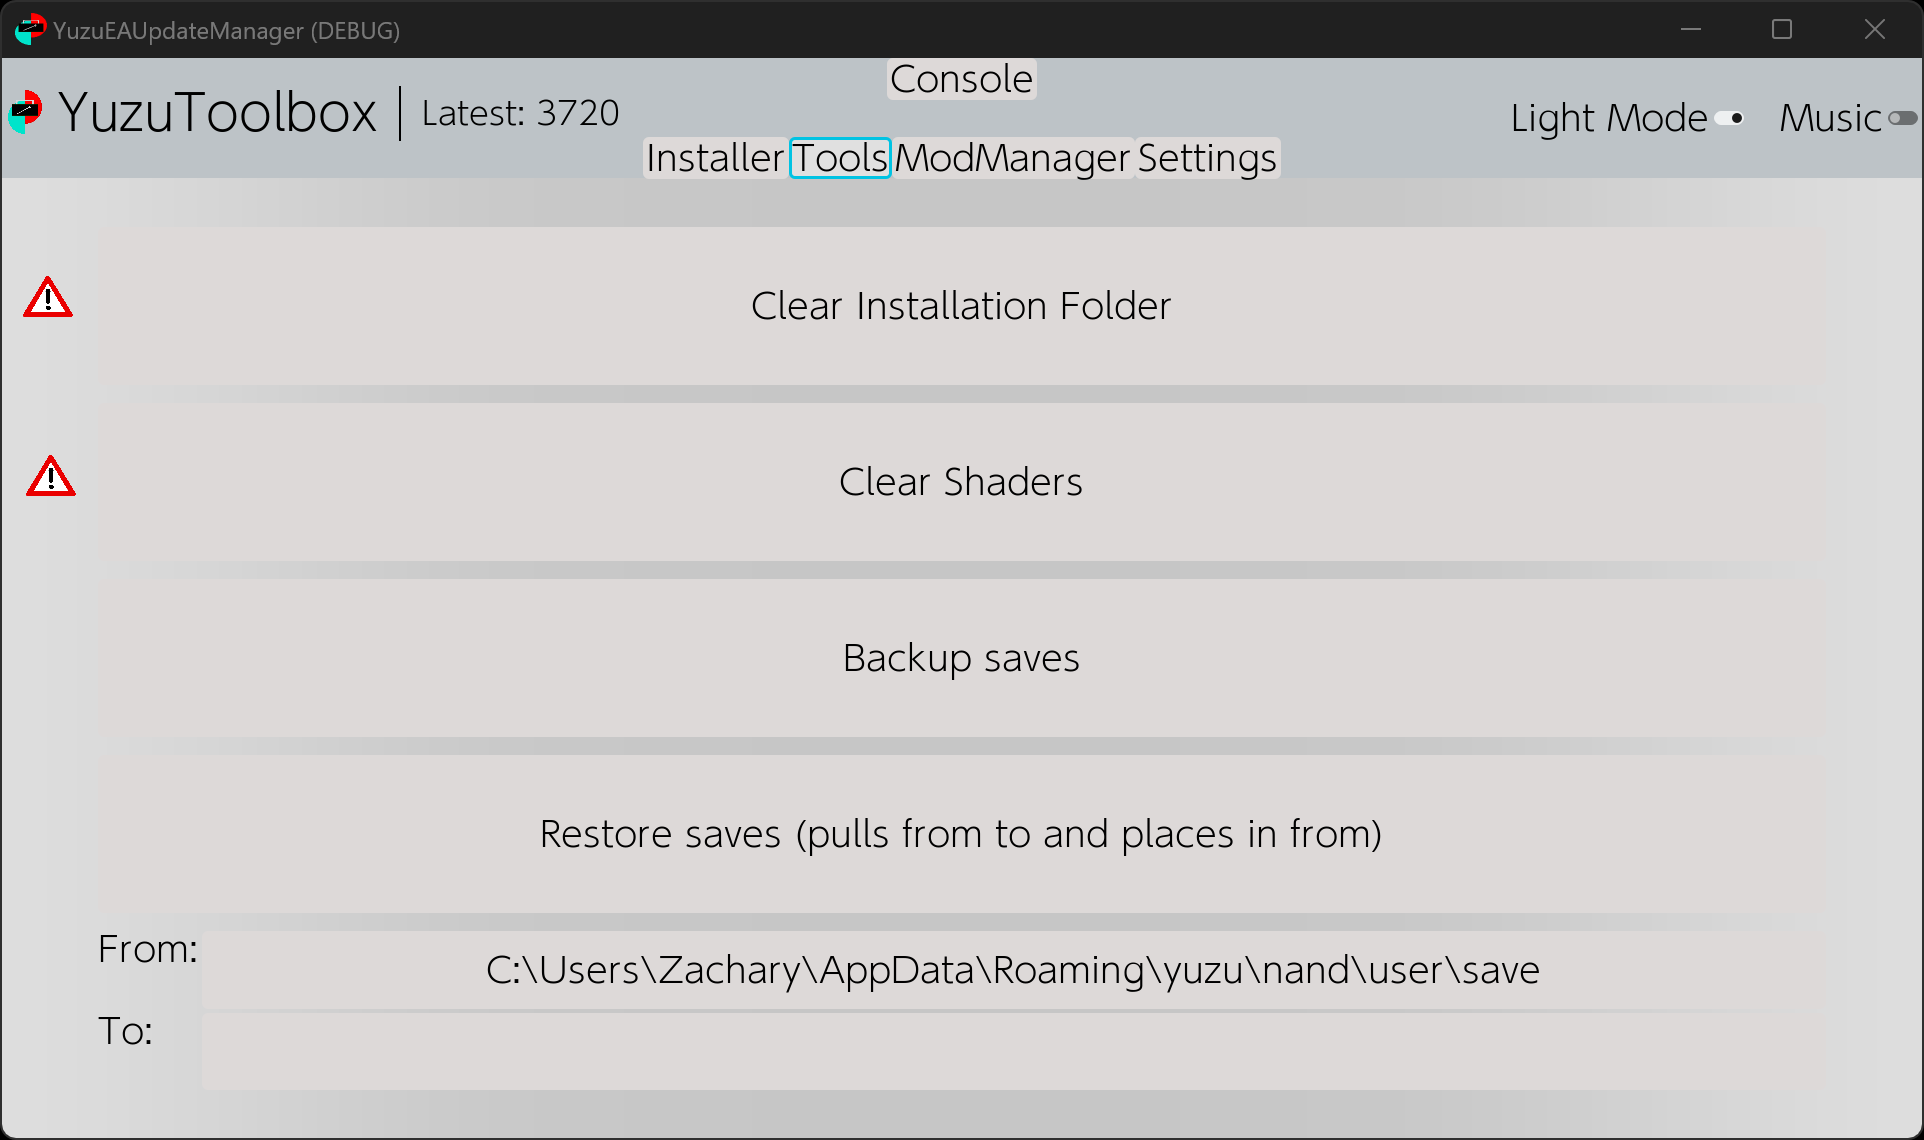 YuzuEAUpdateManager (DEBUG)
YuzuToolbox
Latest: 3720
Console
Light Mode
Music
Installer
Tools
ModManager
Settings
Clear Installation Folder
Clear Shaders
Backup saves
Restore saves (pulls from to and places in from)
From:
C:\Users\Zachary\AppData\Roaming\yuzu\nand\user\save
To: